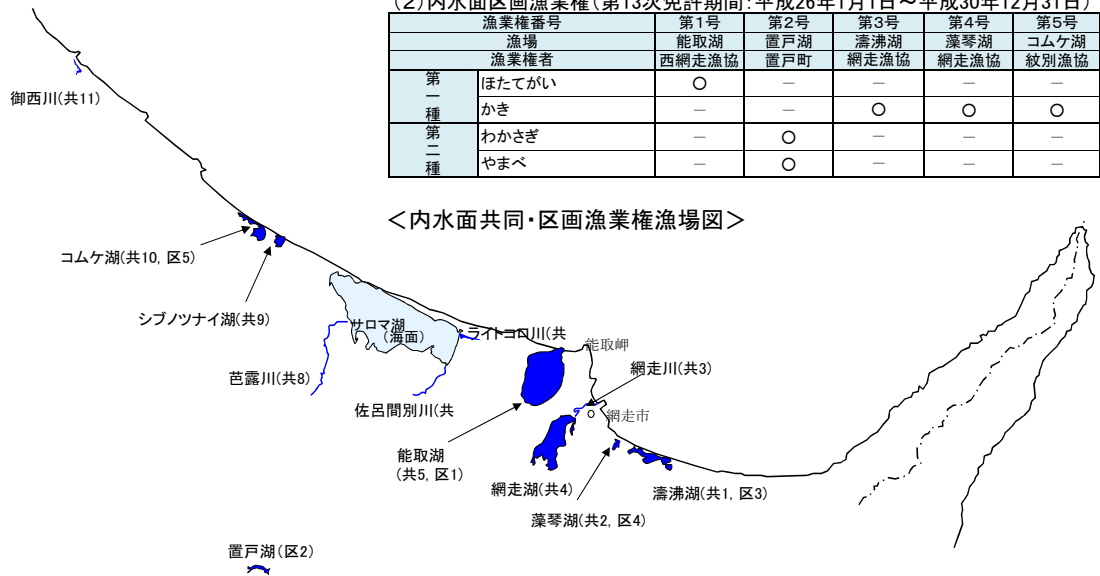 (2)内水面区画漁業権(第13次免許期間:平成26年1月1日~平成30年12月31日)
漁業権番号 第1号 第2号 第3号 第4号 第5号
漁場 能取湖 置戸湖 濤沸湖 藻琴湖 コムケ湖
漁業権者 西網走漁協 置戸町 網走漁協 網走漁協 紋別漁協
第一種 ほたてがい ○ － － － －
かき － － ○ ○ ○
第二種 わかさぎ － ○ － － －
やまべ － ○ － － －
<内水面共同・区画漁業権漁場図>
御西川(共11)
コムケ湖(共10, 区5)
シブノツナイ湖(共9)
サロマ湖
(海面)
ライトコロ川(共
能取岬
芭露川(共8)
網走川(共3)
佐呂間別川(共
網走市
能取湖
(共5, 区1)
網走湖(共4)
濤沸湖(共1, 区3)
藻琴湖(共2, 区4)
置戸湖(区2)